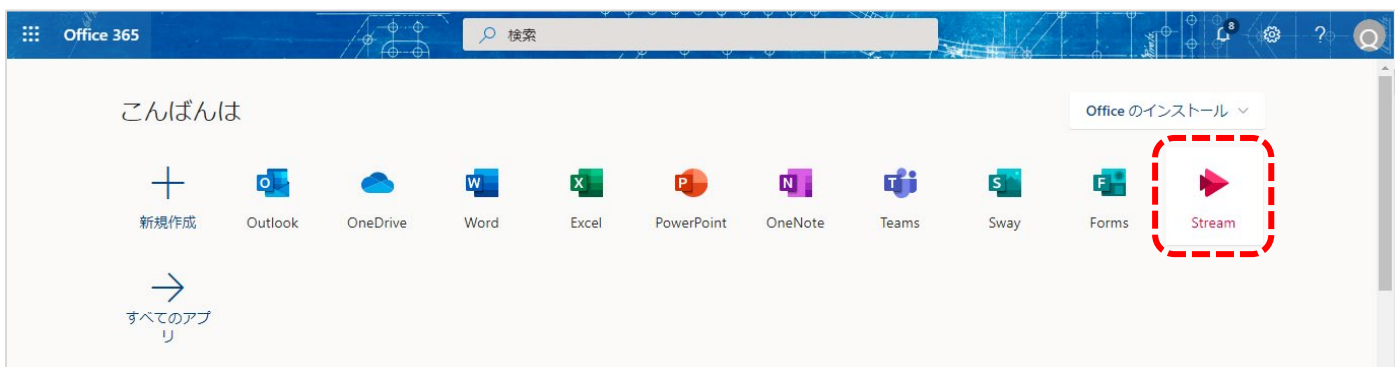 Office 365
検索
8
?
こんばんは
Office のインストール
新規作成
Outlook
OneDrive
Word
Excel
PowerPoint
OneNote
Teams
Sway
Forms
Stream
すべてのアプ
リ